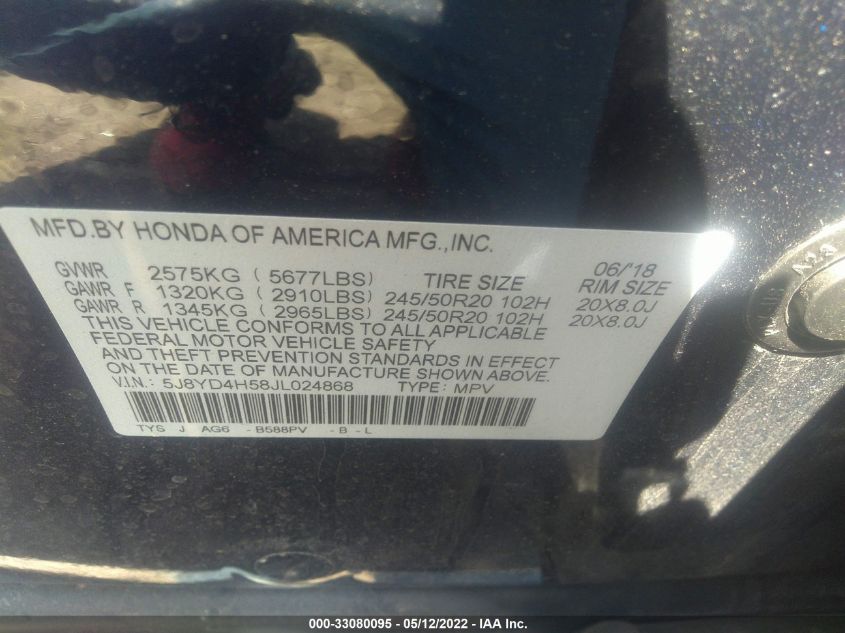 MFD.BY HONDA OF AMERICA MFG.,INC.
06/'18
GVWR 2575KG (5677LBS) TIRE SIZE RIM SIZE
GAWR F 1320KG (2910LBS) 245/50R20 102H 20X8.0J
GAWR R 1345KG (2965LBS) 245/50R20 102H 20X8.0J
THIS VEHICLE CONFORMS TO ALL APPLICABLE
FEDERAL MOTOR VEHICLE SAFETY
AND THEFT PREVENTION STANDARDS IN EFFECT
ON THE DATE OF MANUFACTURE SHOWN ABOVE.
V.I.N.: 5J8YD4H58JL024868 TYPE: MPV
TYS J AG6 - B588PV - B - L
000-33080095 - 05/12/2022 - IAA Inc.